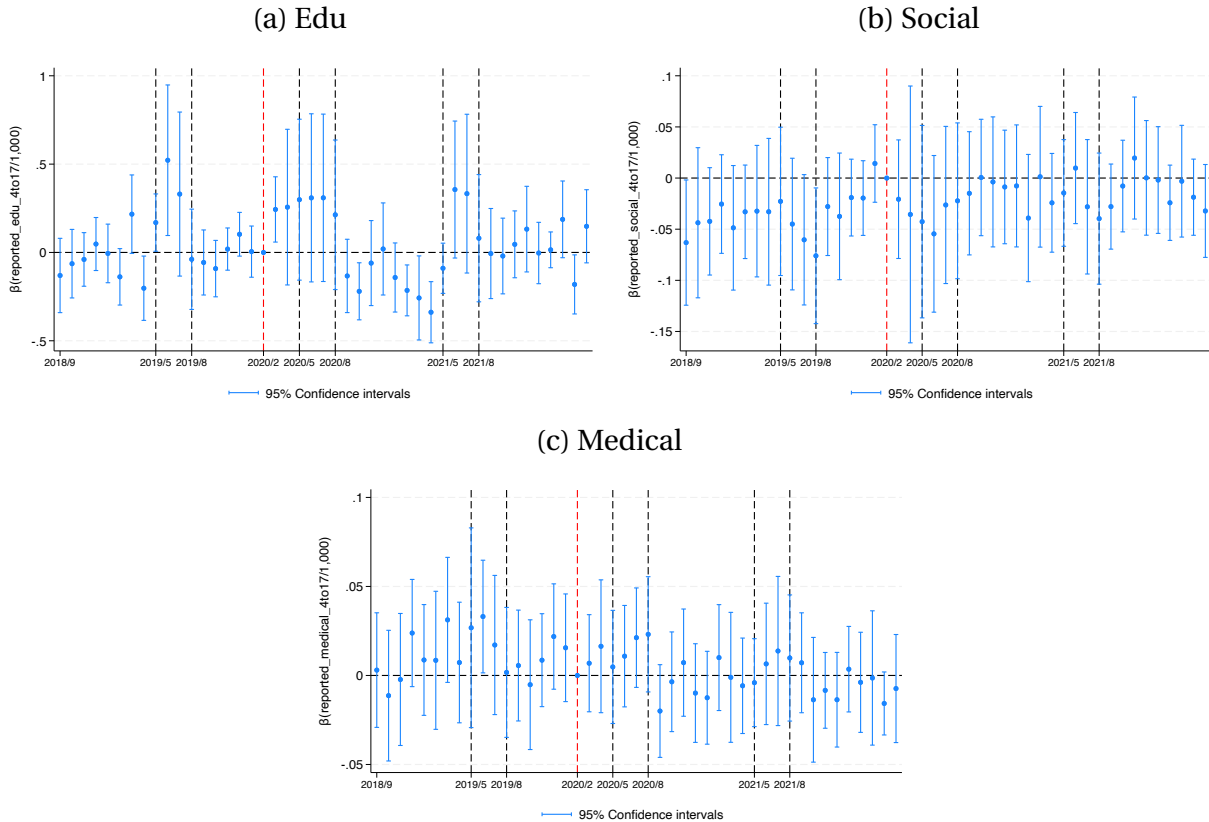 (a) Edu
(b) Social
β(reported_edu_4to17/1,000)
1
.5
0
-.5
2018/9 2019/5 2019/8 2020/2 2020/5 2020/8 2021/5 2021/8
95% Confidence intervals
β(reported_social_4to17/1,000)
.1
.05
0
-.05
-.1
-.15
2018/9 2019/5 2019/8 2020/2 2020/5 2020/8 2021/5 2021/8
95% Confidence intervals
(c) Medical
β(reported_medical_4to17/1,000)
.1
.05
0
-.05
2018/9 2019/5 2019/8 2020/2 2020/5 2020/8 2021/5 2021/8
95% Confidence intervals